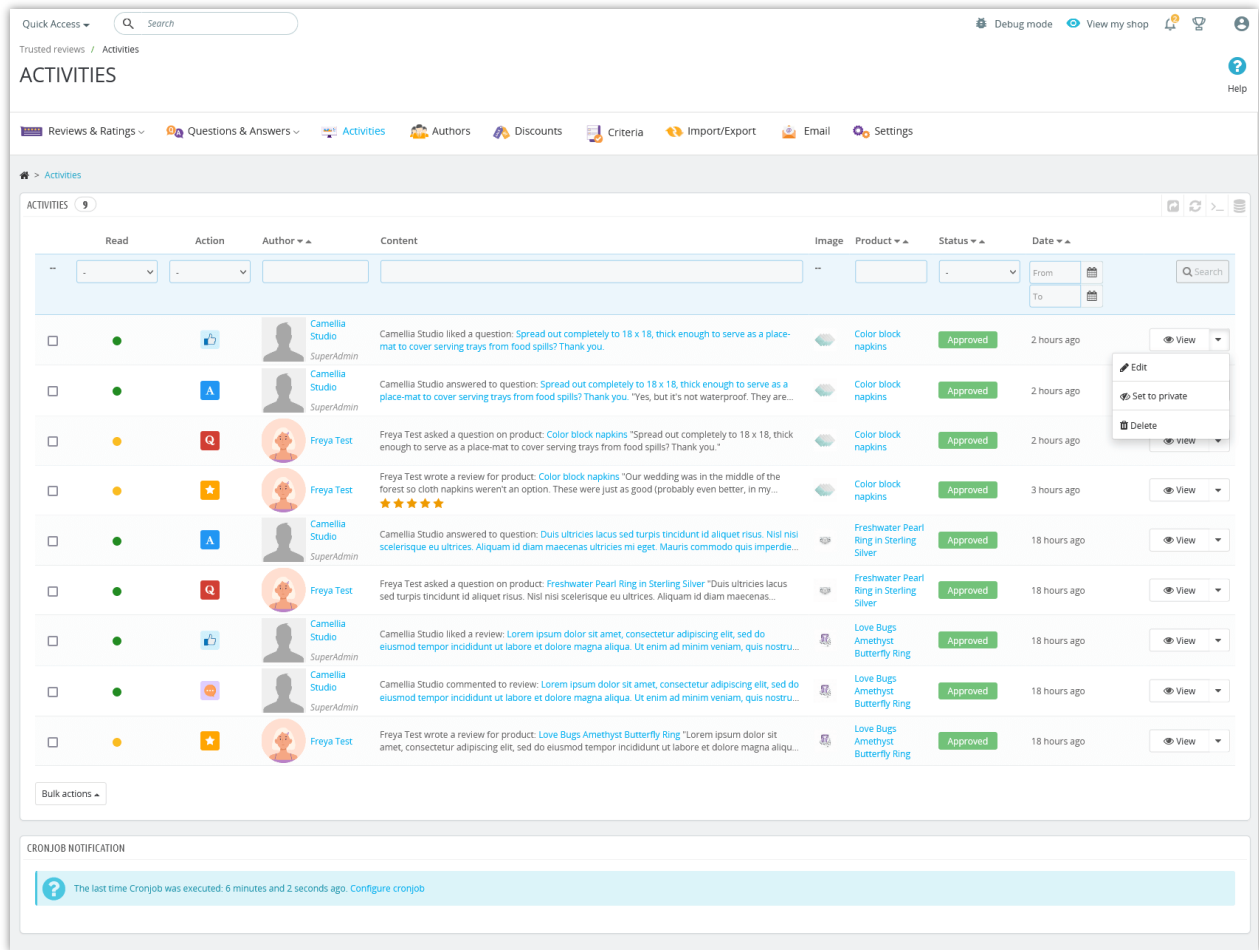 Quick Access
Search
Debug mode
View my shop
2
Trusted reviews / Activities
ACTIVITIES
?
Help
Reviews & Ratings
Questions & Answers
Activities
Authors
Discounts
Criteria
Import/Export
Email
Settings
> Activities
ACTIVITIES 9
Read Action Author Content Image Product Status Date
-- - - -- - From
Search
To
Camellia
Studio
SuperAdmin
Camellia Studio liked a question: Spread out completely to 18 x 18, thick enough to serve as a place-
mat to cover serving trays from food spills? Thank you.
Color block
napkins
Approved
2 hours ago
View
Edit
Set to private
Delete
A
Camellia
Studio
SuperAdmin
Camellia Studio answered to question: Spread out completely to 18 x 18, thick enough to serve as a
place-mat to cover serving trays from food spills? Thank you. "Yes, but it's not waterproof. They are...
Color block
napkins
Approved
2 hours ago
Q
Freya Test
Freya Test asked a question on product: Color block napkins "Spread out completely to 18 x 18, thick
enough to serve as a place-mat to cover serving trays from food spills? Thank you."
Color block
napkins
Approved
2 hours ago
View
Freya Test
Freya Test wrote a review for product: Color block napkins "Our wedding was in the middle of the
forest so cloth napkins weren't an option. These were just as good (probably even better, in my...
Color block
napkins
Approved
3 hours ago
View
A
Camellia
Studio
SuperAdmin
Camellia Studio answered to question: Duis ultricies lacus sed turpis tincidunt id aliquet risus. Nisl nisi
scelerisque eu ultrices. Aliquam id diam maecenas ultricies mi eget. Mauris commodo quis imperdie...
Freshwater Pearl
Ring in Sterling
Silver
Approved
18 hours ago
View
Q
Freya Test
Freya Test asked a question on product: Freshwater Pearl Ring in Sterling Silver "Duis ultricies lacus
sed turpis tincidunt id aliquet risus. Nisl nisi scelerisque eu ultrices. Aliquam id diam maecenas...
Freshwater Pearl
Ring in Sterling
Silver
Approved
18 hours ago
View
Camellia
Studio
SuperAdmin
Camellia Studio liked a review: Lorem ipsum dolor sit amet, consectetur adipiscing elit, sed do
eiusmod tempor incididunt ut labore et dolore magna aliqua. Ut enim ad minim veniam, quis nostru...
Love Bugs
Amethyst
Butterfly Ring
Approved
18 hours ago
View
Camellia
Studio
SuperAdmin
Camellia Studio commented to review: Lorem ipsum dolor sit amet, consectetur adipiscing elit, sed do
eiusmod tempor incididunt ut labore et dolore magna aliqua. Ut enim ad minim veniam, quis nostru...
Love Bugs
Amethyst
Butterfly Ring
Approved
18 hours ago
View
Freya Test
Freya Test wrote a review for product: Love Bugs Amethyst Butterfly Ring "Lorem ipsum dolor sit
amet, consectetur adipiscing elit, sed do eiusmod tempor incididunt ut labore et dolore magna aliqu...
Love Bugs
Amethyst
Butterfly Ring
Approved
18 hours ago
View
Bulk actions
CRONJOB NOTIFICATION
?
The last time Cronjob was executed: 6 minutes and 2 seconds ago. Configure cronjob